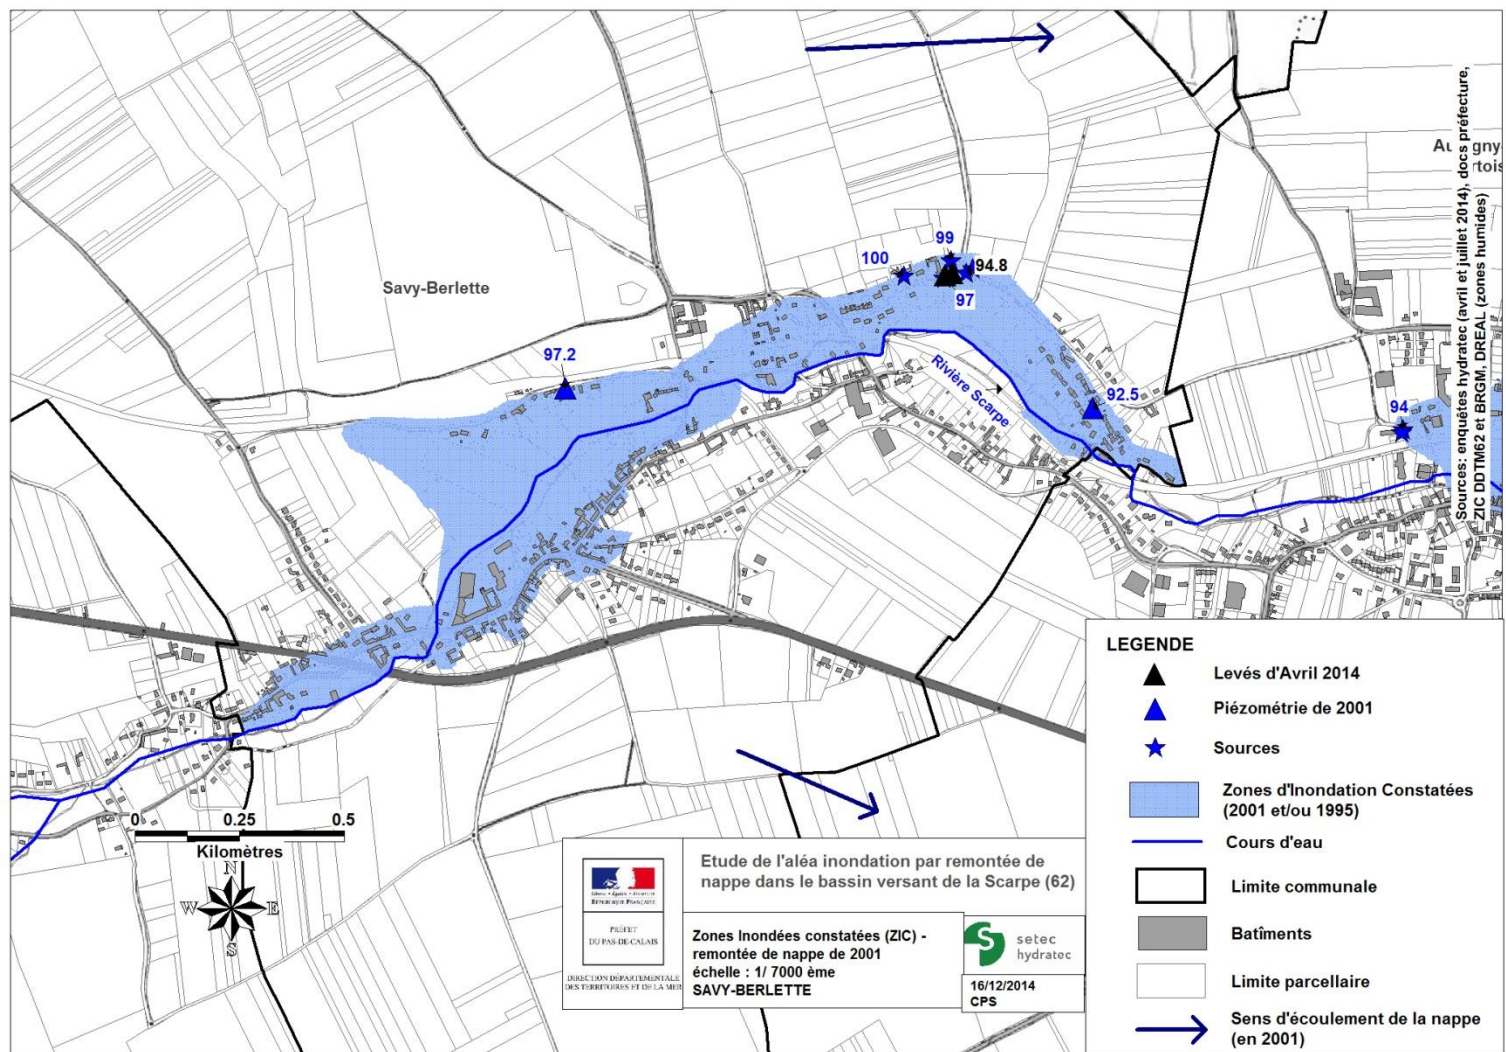 Savy-Berlette
100
99
94.8
97
97.2
92.5
94
Rivière Scarpe
Sources: enquêtes hydratec (avril et juillet 2014), docs préfecture,
ZIC DDTM62 et BRGM, DREAL (zones humides)
0
0.25
0.5
Kilomètres
N
W
E
S
LEGENDE
Levés d'Avril 2014
Piézométrie de 2001
Sources
Zones d'Inondation Constatées
(2001 et/ou 1995)
Cours d'eau
Limite communale
Batîments
Limite parcellaire
Sens d'écoulement de la nappe
(en 2001)
RÉPUBLIQUE FRANÇAISE
PRÉFET
DU PAS-DE-CALAIS
DIRECTION DÉPARTEMENTALE
DES TERRITOIRES ET DE LA MER
Etude de l'aléa inondation par remontée de
nappe dans le bassin versant de la Scarpe (62)
Zones Inondées constatées (ZIC) -
remontée de nappe de 2001
échelle : 1/ 7000 ème
SAVY-BERLETTE
setec
hydratec
16/12/2014
CPS